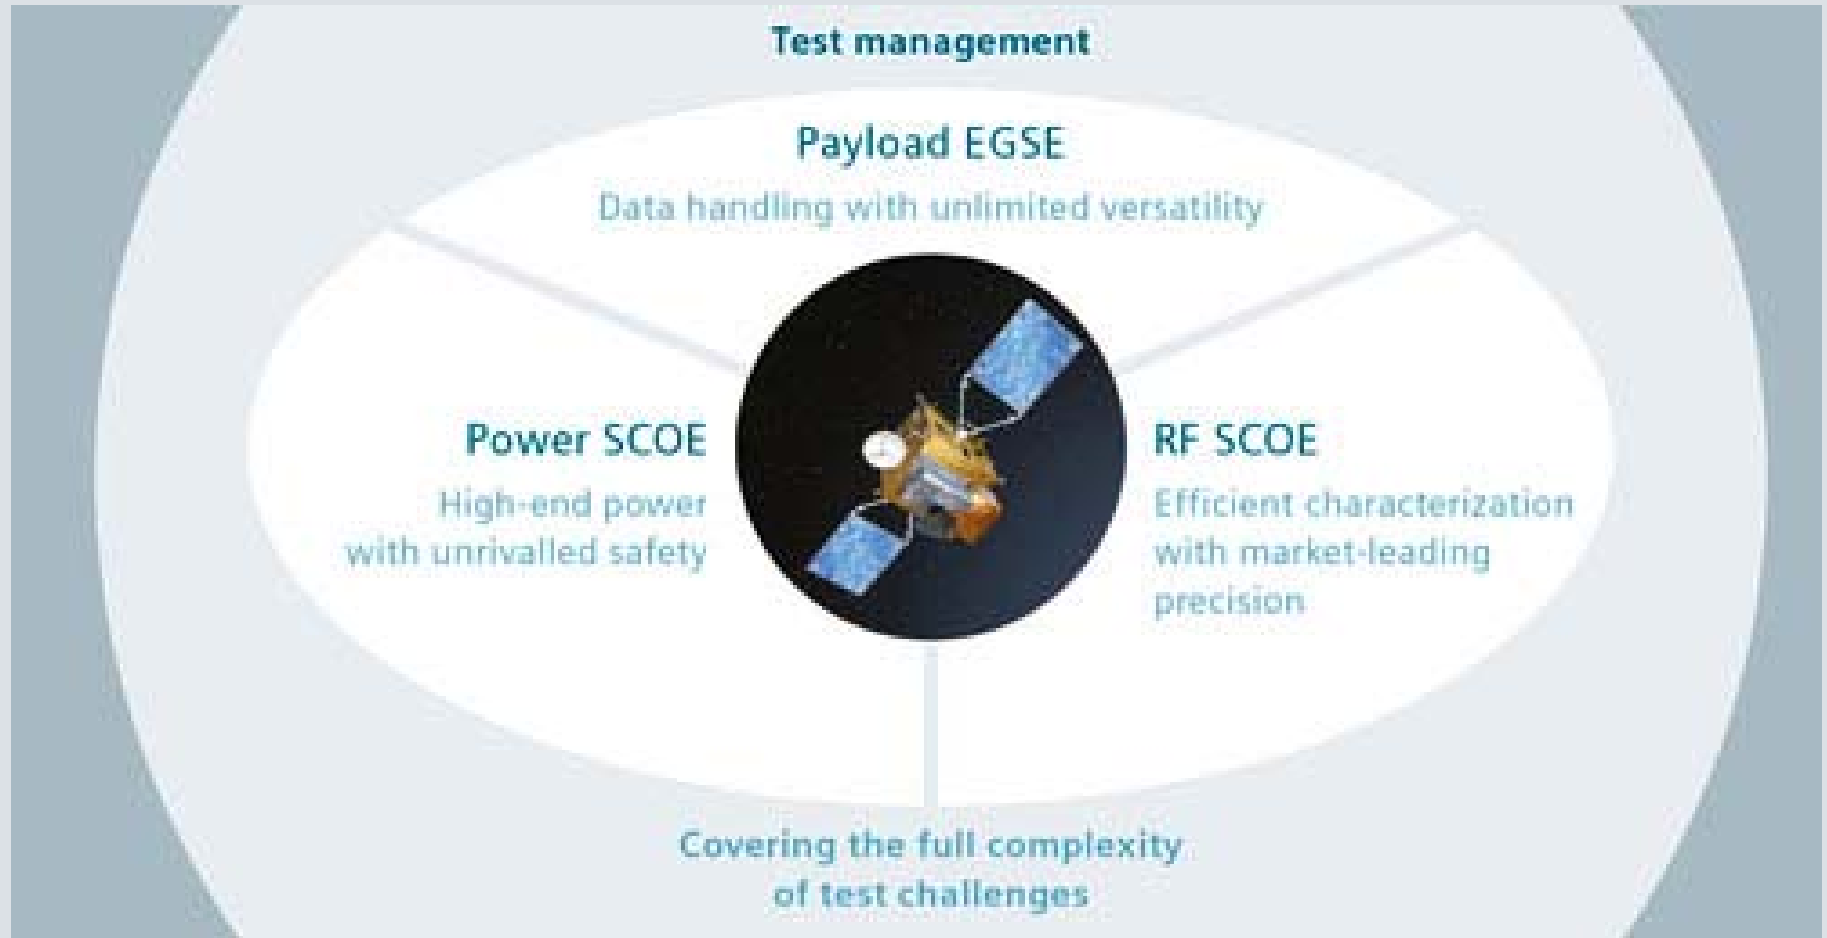 Test management
Payload EGSE
Data handling with unlimited versatility
Power SCOE
High-end power
with unrivalled safety
RF SCOE
Efficient characterization
with market-leading
precision
Covering the full complexity
of test challenges